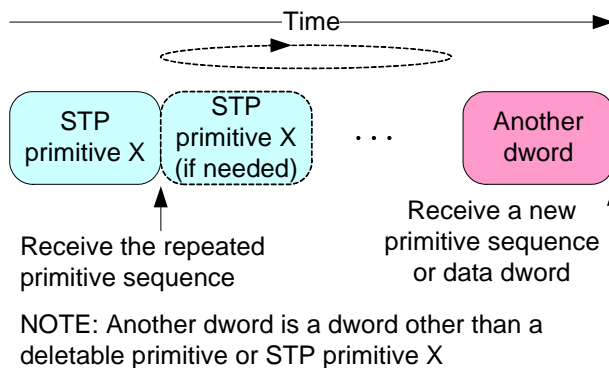 Time
STP
primitive X
STP
primitive X
(if needed)
. . .
Another
dword
Receive the repeated
primitive sequence
Receive a new
primitive sequence
or data dword
NOTE: Another dword is a dword other than a
deletable primitive or STP primitive X